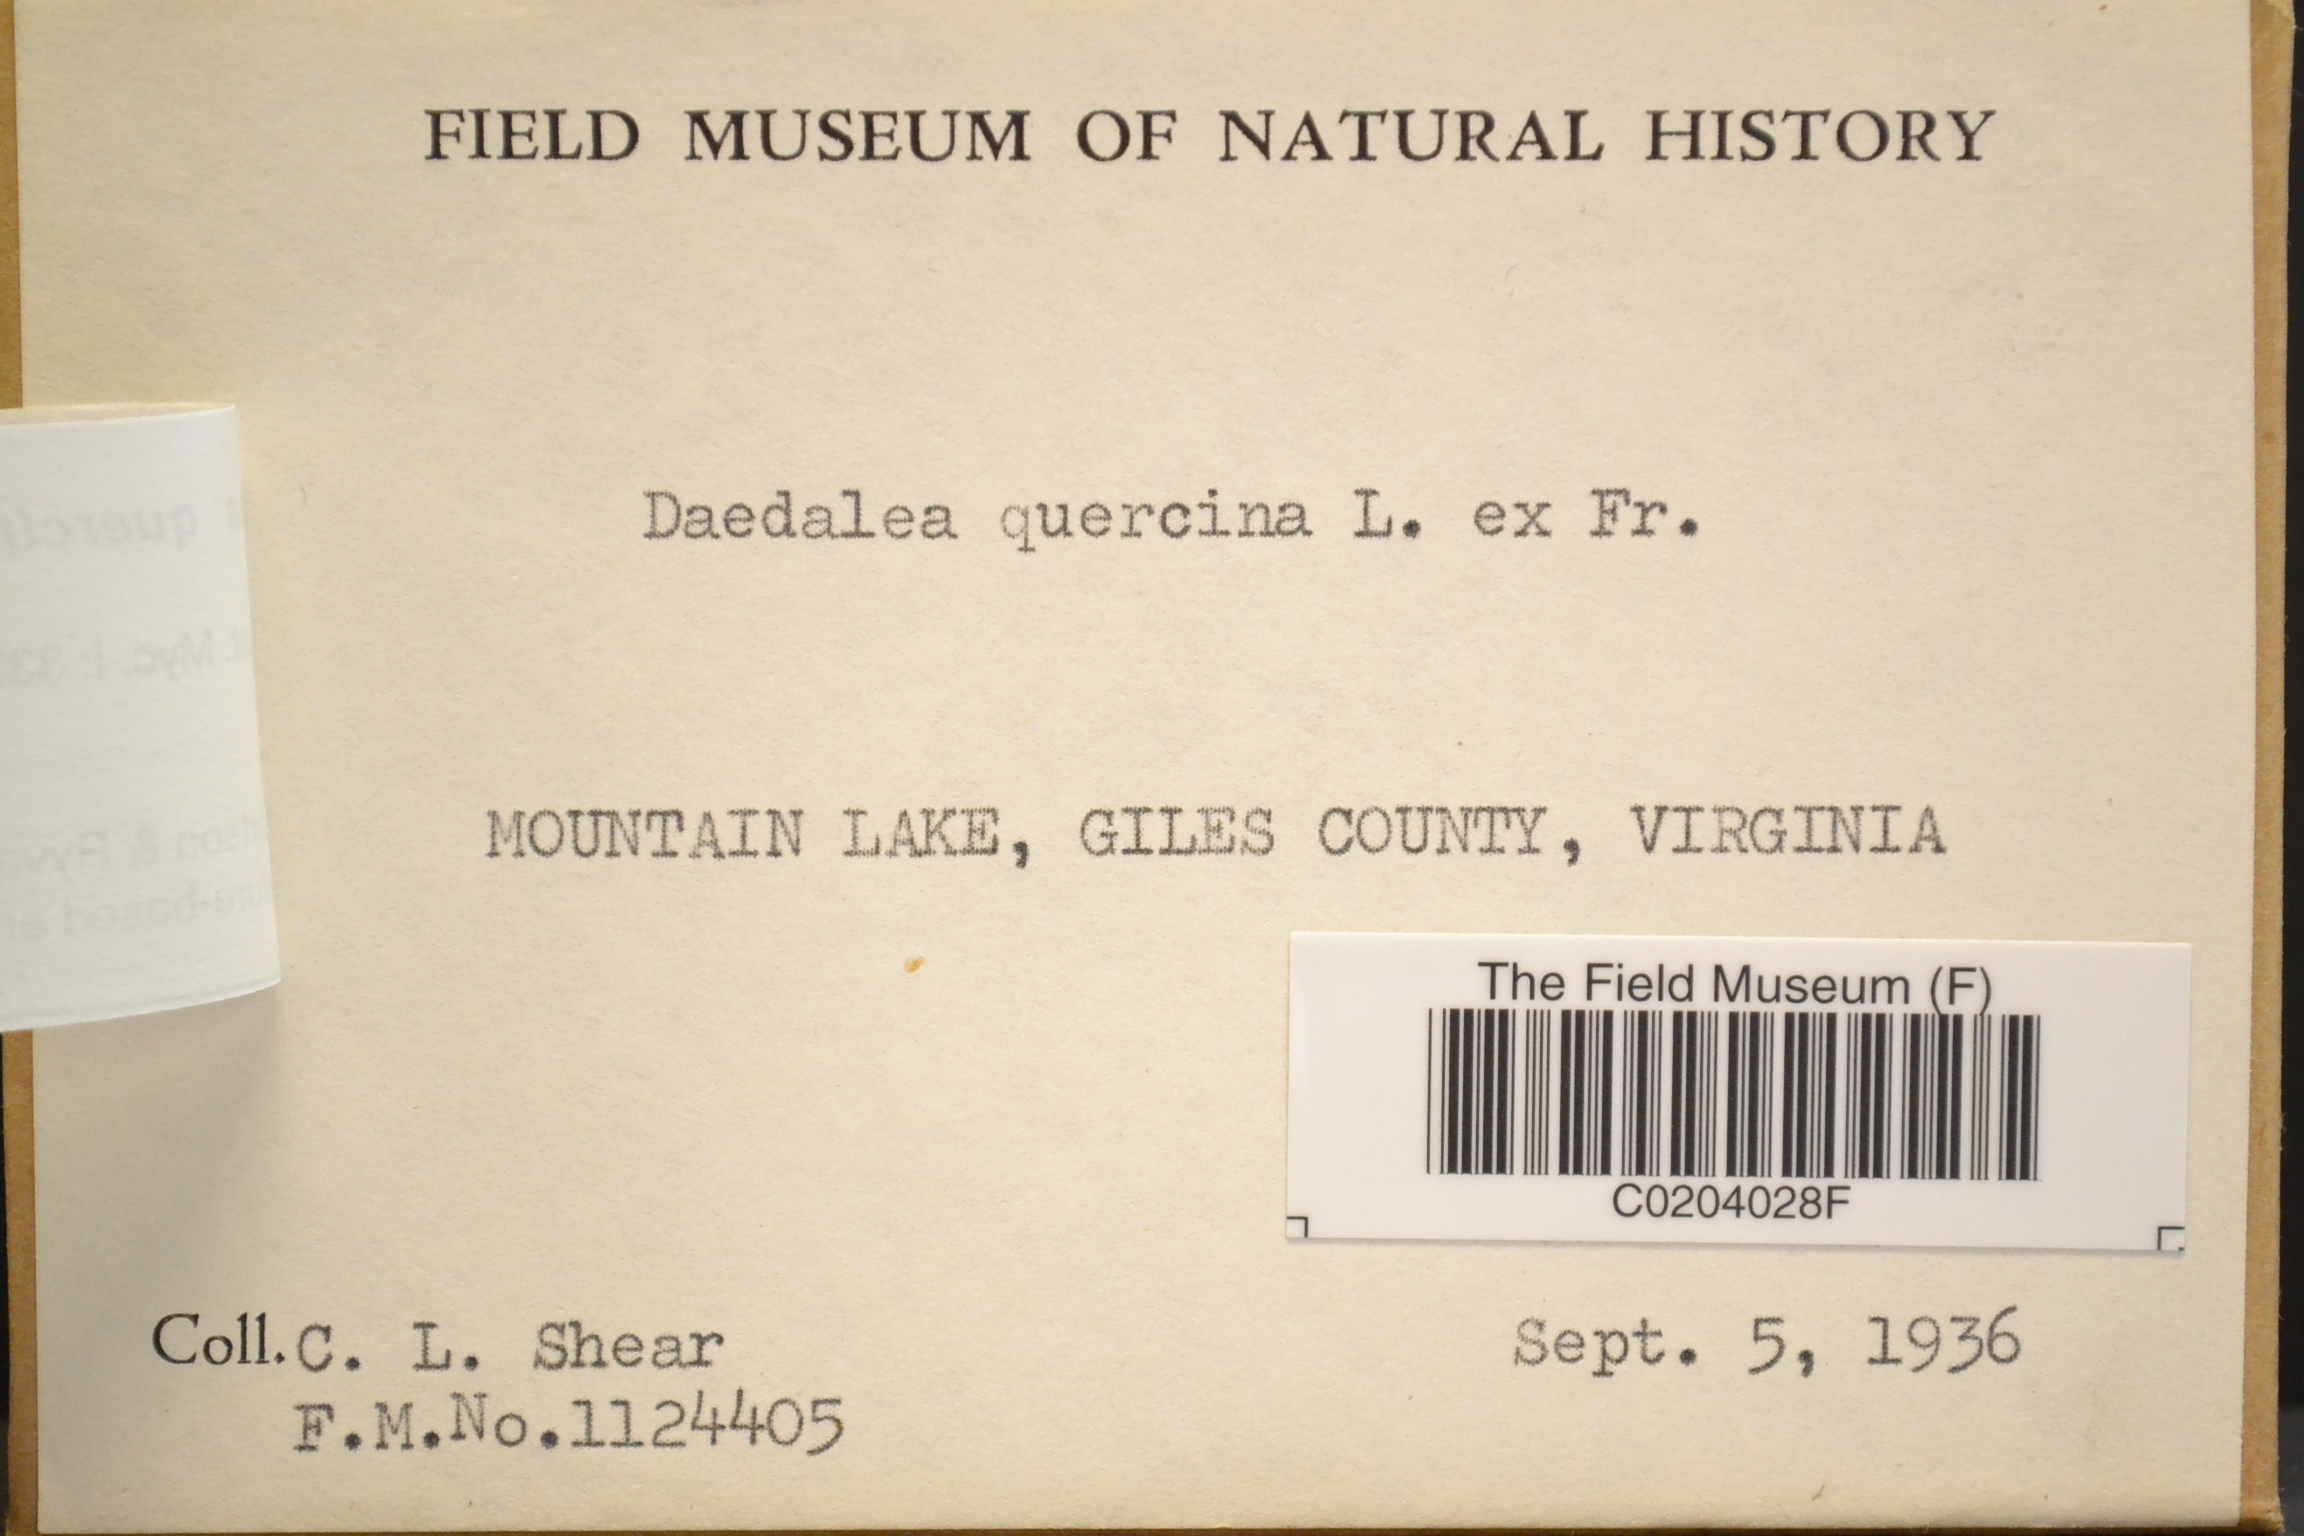 FIELD MUSEUM OF NATURAL HISTORY
Daedalea quercina L. ex Fr.
MOUNTAIN LAKE, GILES COUNTY, VIRGINIA
The Field Museum (F)
C0204028F
Coll. C. L. Shear
Sept. 5, 1936
F.M.No.1124405